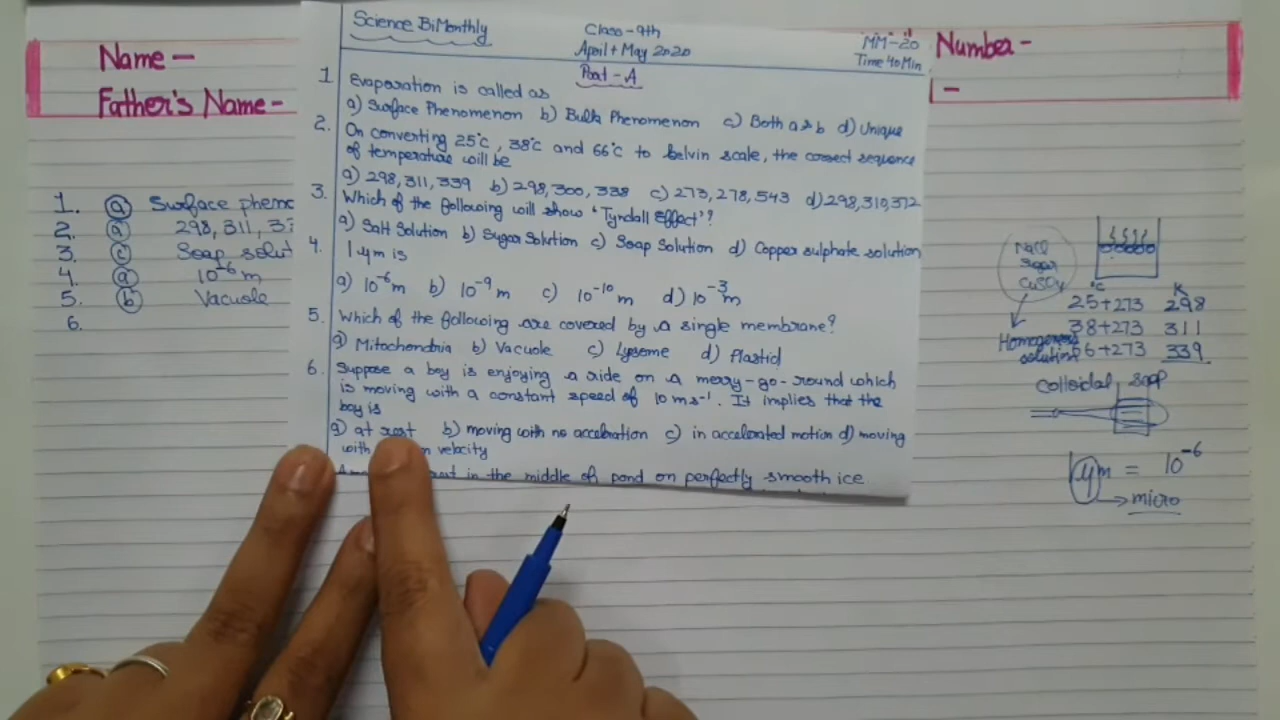 Name -
Father's Name -
Number -
-
Science BiMonthly
Class - 9th
April + May 2020
MM - 20
Time 40 Min
Part - A
1 Evaporation is called as
a) Surface Phenomenon b) Bulk Phenomenon c) Both a & b d) Unique
2. On converting 25°C, 38°C and 66°C to kelvin scale, the correct sequence
of temperature will be
a) 298, 311, 339 b) 298, 300, 338 c) 273, 278, 543 d) 298, 310, 372
3. Which of the following will show 'Tyndall Effect'?
a) Salt Solution b) Sugar Solution c) Soap Solution d) Copper sulphate solution
4. 1 μm is
a) 10⁻⁶m b) 10⁻⁹ m c) 10⁻¹⁰ m d) 10⁻³m
5. Which of the following are covered by a single membrane?
a) Mitochondria b) Vacuole c) Lysome d) Plastid
6. Suppose a boy is enjoying a ride on a merry-go-round which
is moving with a constant speed of 10 ms⁻¹. It implies that the
boy is
a) at rest b) moving with no accelration c) in accelrated motion d) moving
with velocity
in the middle of pond on perfectly smooth ice
1. a Surface pheno
2. a 298, 311, 3
3. c Soap solut
4. a 10⁻⁶ m
5. b Vacuole
6.
NaCl
Sugar
CuSO₄
Homogeneous
solution
°C K
25+273 298
38+273 311
66+273 339
Colloidal Soap
1 μm = 10⁻⁶
micro